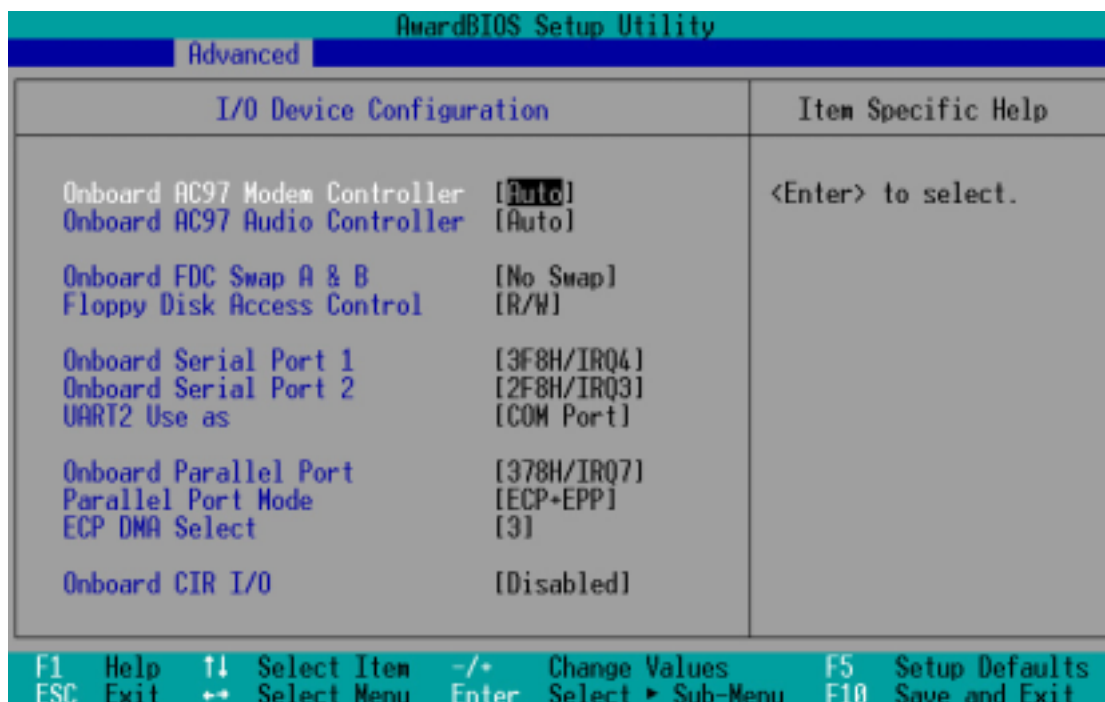 AwardBIOS Setup Utility
Advanced
I/O Device Configuration
Item Specific Help
Onboard AC97 Modem Controller [Auto]
<Enter> to select.
Onboard AC97 Audio Controller [Auto]
Onboard FDC Swap A & B [No Swap]
Floppy Disk Access Control [R/W]
Onboard Serial Port 1 [3F8H/IRQ4]
Onboard Serial Port 2 [2F8H/IRQ3]
UART2 Use as [COM Port]
Onboard Parallel Port [378H/IRQ7]
Parallel Port Mode [ECP+EPP]
ECP DMA Select [3]
Onboard CIR I/O [Disabled]
F1 Help ↑↓ Select Item -/+ Change Values F5 Setup Defaults
ESC Exit ←→ Select Menu Enter Select ► Sub-Menu F10 Save and Exit